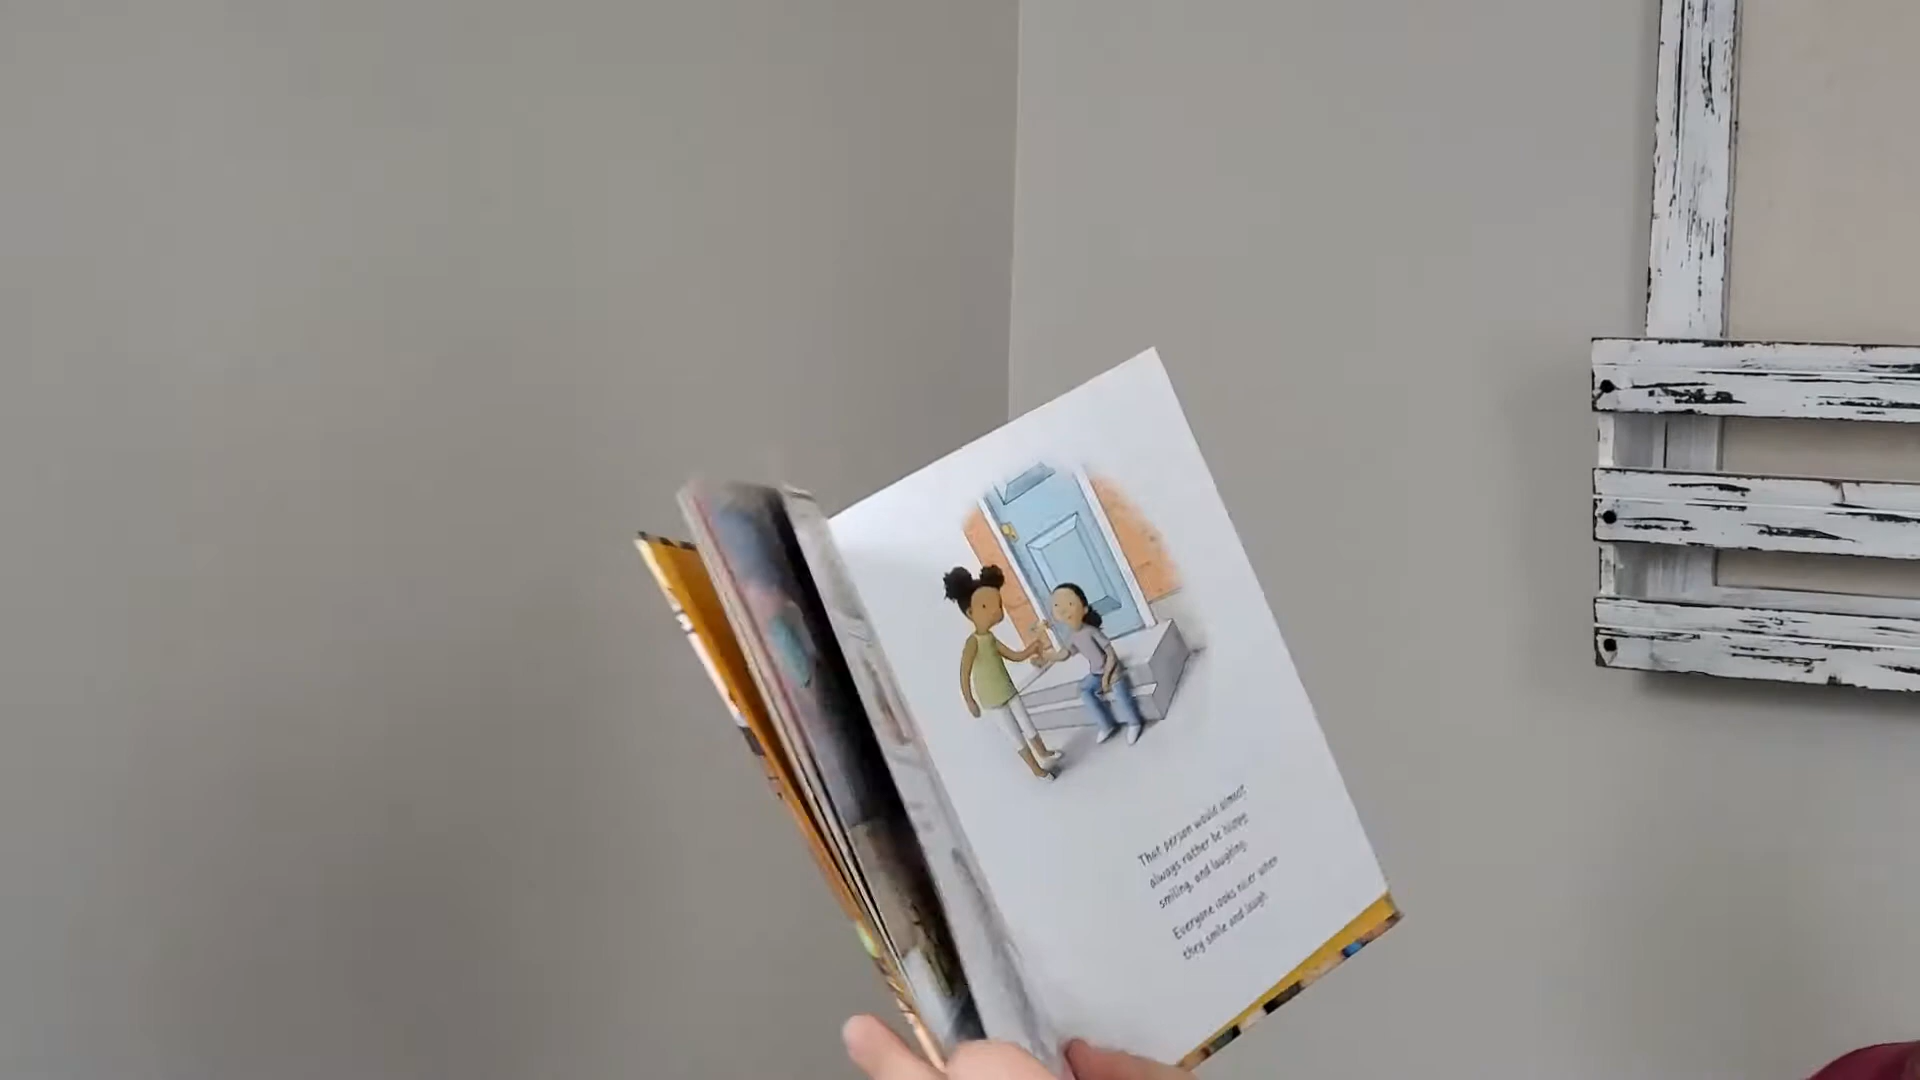 That person would almost
always rather be happy,
smiling, and laughing.
Everyone looks nicer when
they smile and laugh.